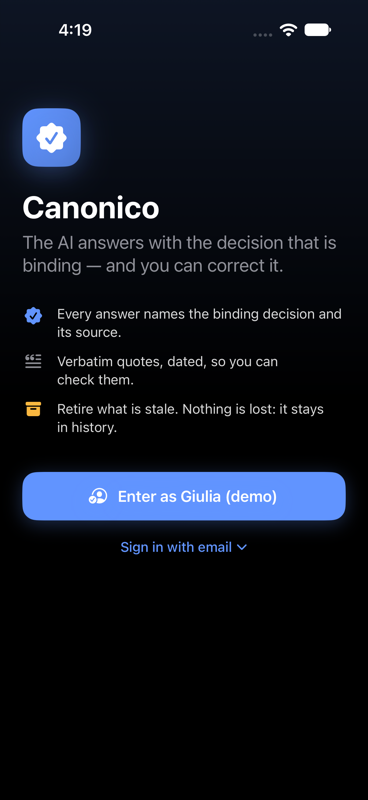 4:19
Canonico
The AI answers with the decision that is
binding — and you can correct it.
Every answer names the binding decision and
its source.
Verbatim quotes, dated, so you can
check them.
Retire what is stale. Nothing is lost: it stays
in history.
Enter as Giulia (demo)
Sign in with email